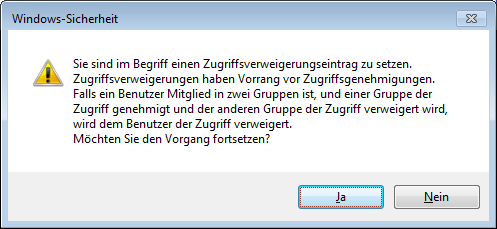 Windows-Sicherheit
Sie sind im Begriff einen Zugriffsverweigerungseintrag zu setzen.
Zugriffsverweigerungen haben Vorrang vor Zugriffsgenehmigungen.
Falls ein Benutzer Mitglied in zwei Gruppen ist, und einer Gruppe der
Zugriff genehmigt und der anderen Gruppe der Zugriff verweigert wird,
wird dem Benutzer der Zugriff verweigert.
Möchten Sie den Vorgang fortsetzen?
Ja
Nein